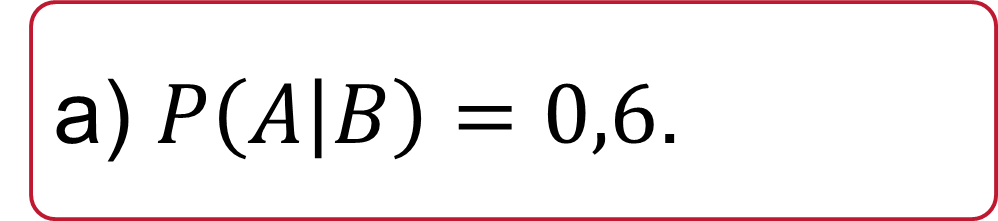 a) P(A|B) = 0,6.